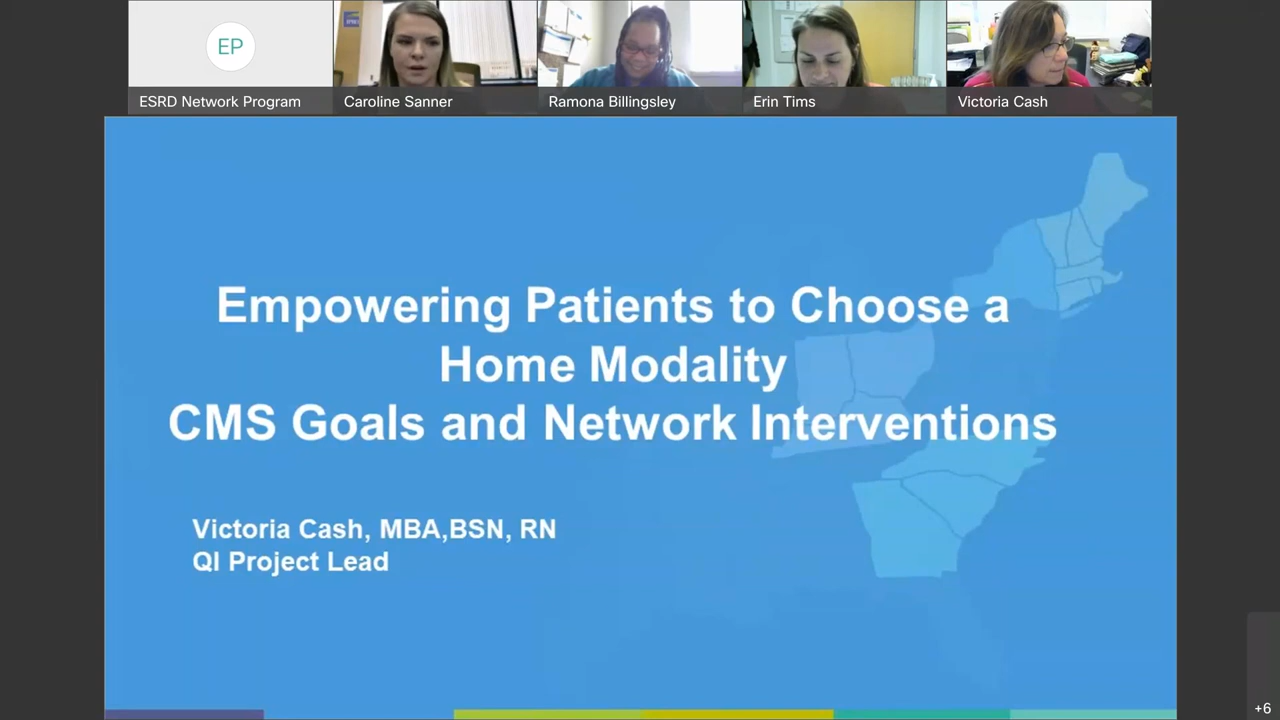 EP
ESRD Network Program
Caroline Sanner
Ramona Billingsley
Erin Tims
Victoria Cash
Empowering Patients to Choose a
Home Modality
CMS Goals and Network Interventions
Victoria Cash, MBA,BSN, RN
QI Project Lead
+6